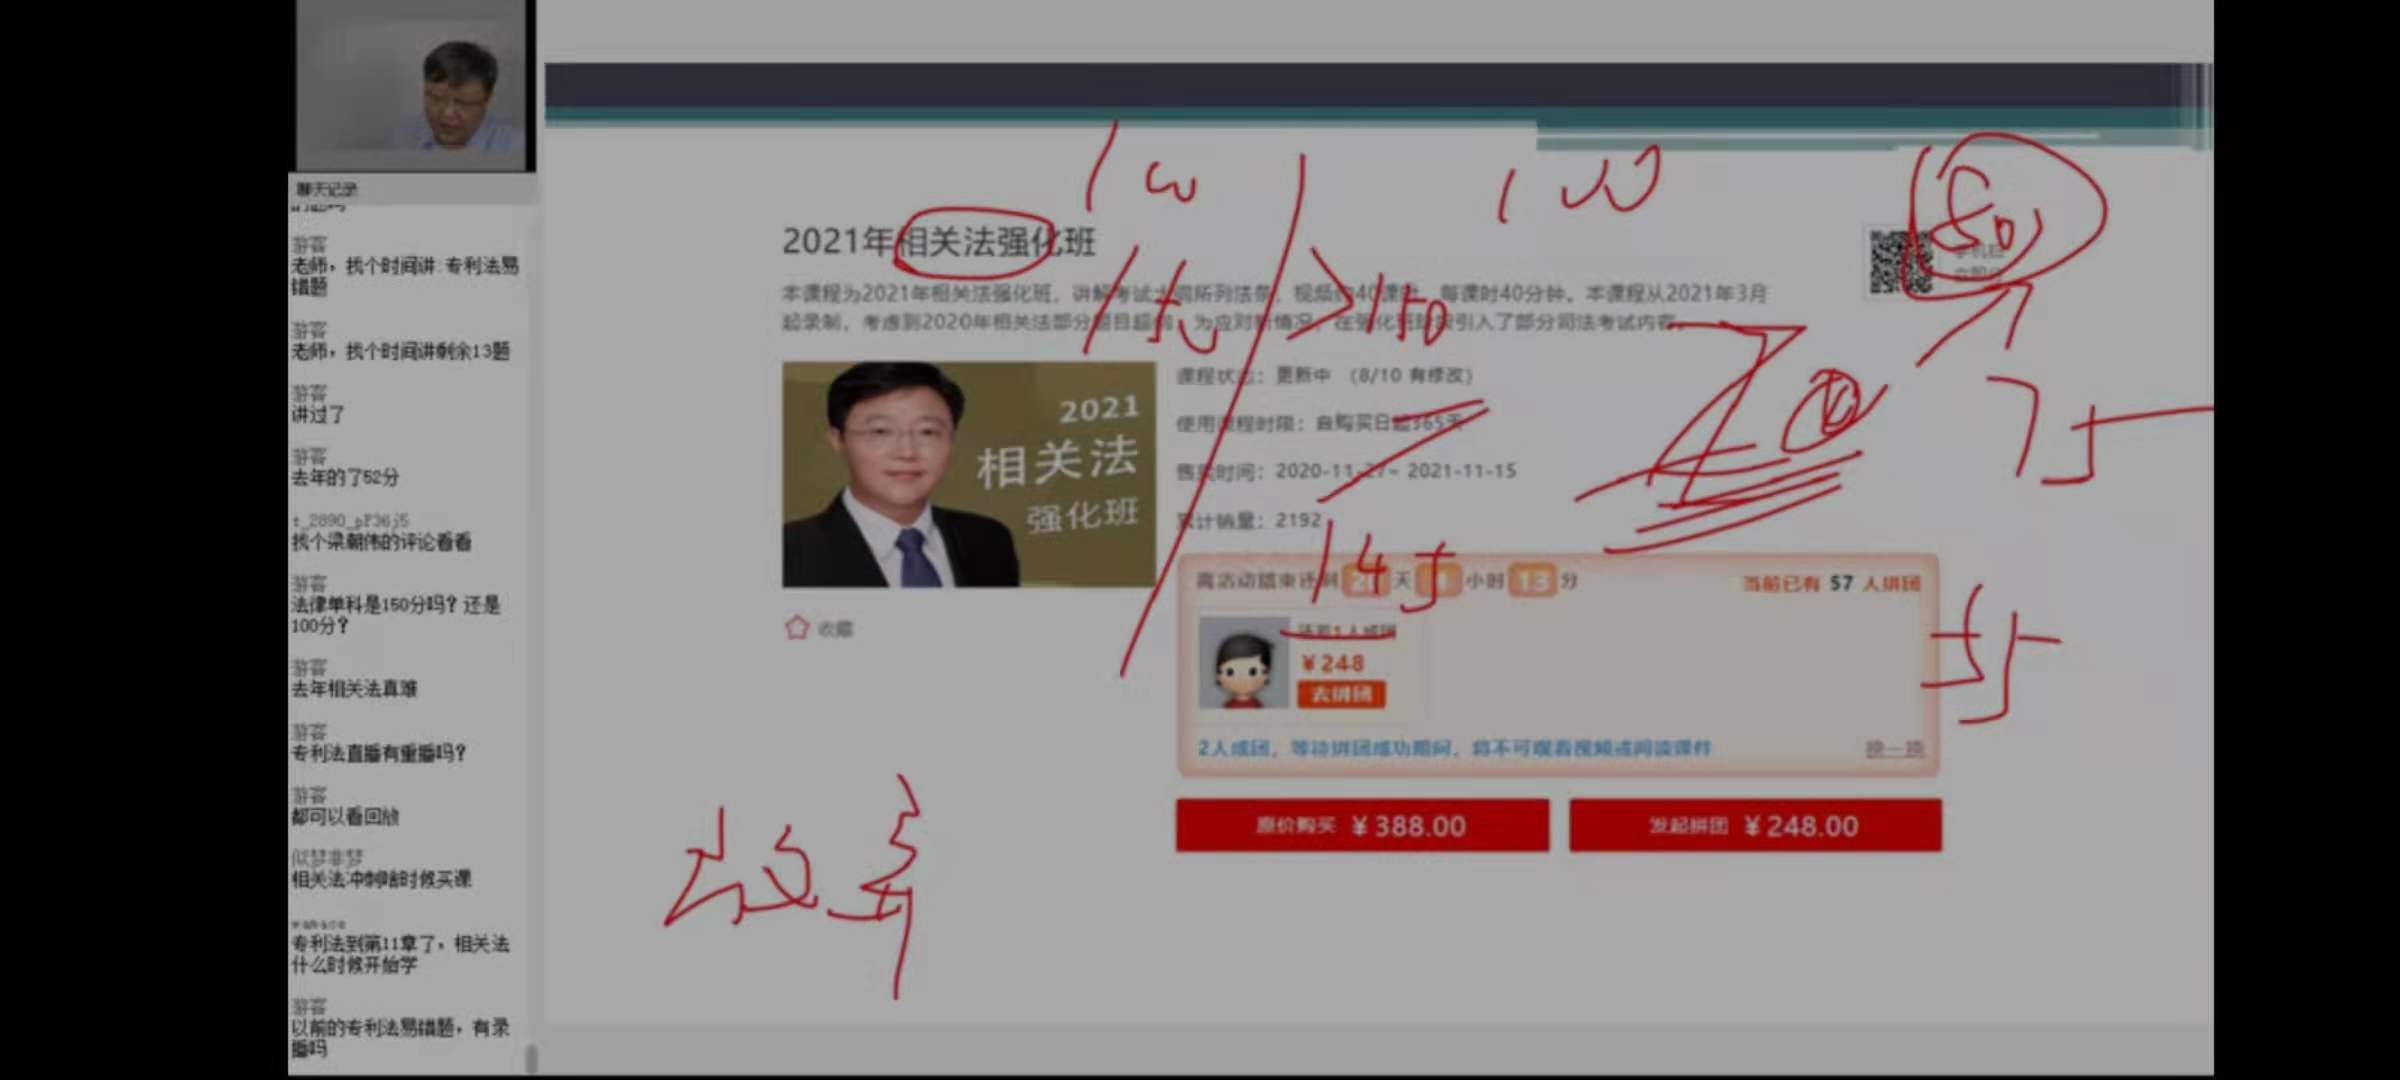 聊天记录
游客
老师，找个时间讲:专利法易
错题
游客
老师，找个时间讲剩余13题
游客
讲过了
游客
去年的了52分
t_2890_pF36j5
找个梁朝伟的评论看看
游客
法律单科是150分吗？还是
100分？
游客
去年相关法真难
游客
专利法直播有重播吗？
游客
都可以看回放
似梦非梦
相关法冲刺啥时候买课
专利法到第11章了，相关法
什么时候开始学
游客
以前的专利法易错题，有录
播吗
100
150
2021年相关法强化班
本课程为2021年相关法强化班，讲解考试大纲所列法条，视频约40课时，每课时40分钟。本课程从2021年3月
起录制，考虑到2020年相关法部分题目超纲，为应对新情况，在强化班阶段引入了部分司法考试内容。
>150
75
2021
相关法
强化班
课程状态：更新中 （8/10 有修改）
使用课程时限：自购买日起365天
售卖时间：2020-11-27~ 2021-11-15
累计销量：2192
145
离活动结束还剩
天
小时 13 分
当前已有 57 人拼团
还差1人成团
¥248
去拼团
55
2人成团，等待拼团成功期间，将不可观看视频或阅读课件
换一换
收藏
原价购买 ¥388.00
发起拼团 ¥248.00